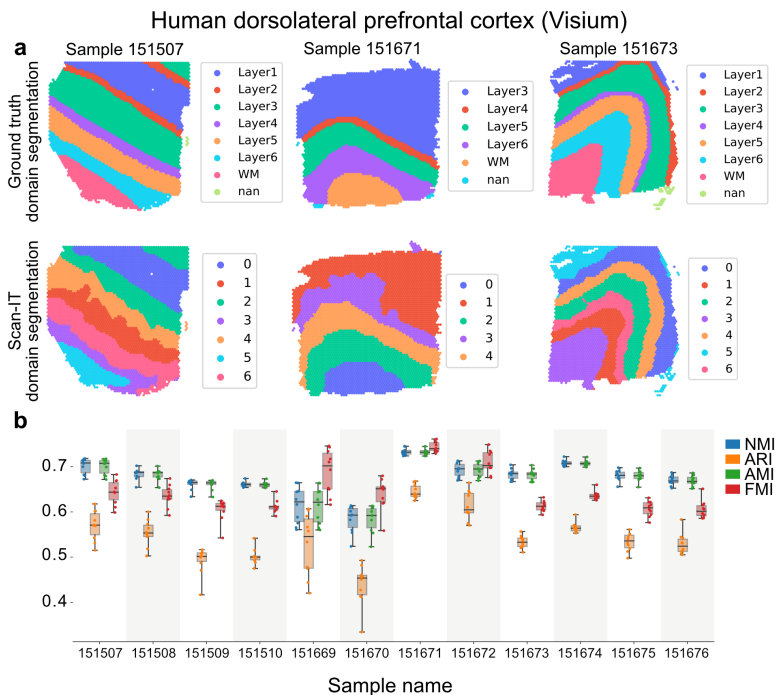 Human dorsolateral prefrontal cortex (Visium)
a
Sample 151507
Sample 151671
Sample 151673
Ground truth
domain segmentation
Layer1
Layer2
Layer3
Layer4
Layer5
Layer6
WM
nan
Layer3
Layer4
Layer5
Layer6
WM
nan
Layer1
Layer2
Layer3
Layer4
Layer5
Layer6
WM
nan
Scan-IT
domain segmentation
0
1
2
3
4
5
6
0
1
2
3
4
0
1
2
3
4
5
6
b
0.7
0.6
0.5
0.4
NMI
ARI
AMI
FMI
151507 151508 151509 151510 151669 151670 151671 151672 151673 151674 151675 151676
Sample name